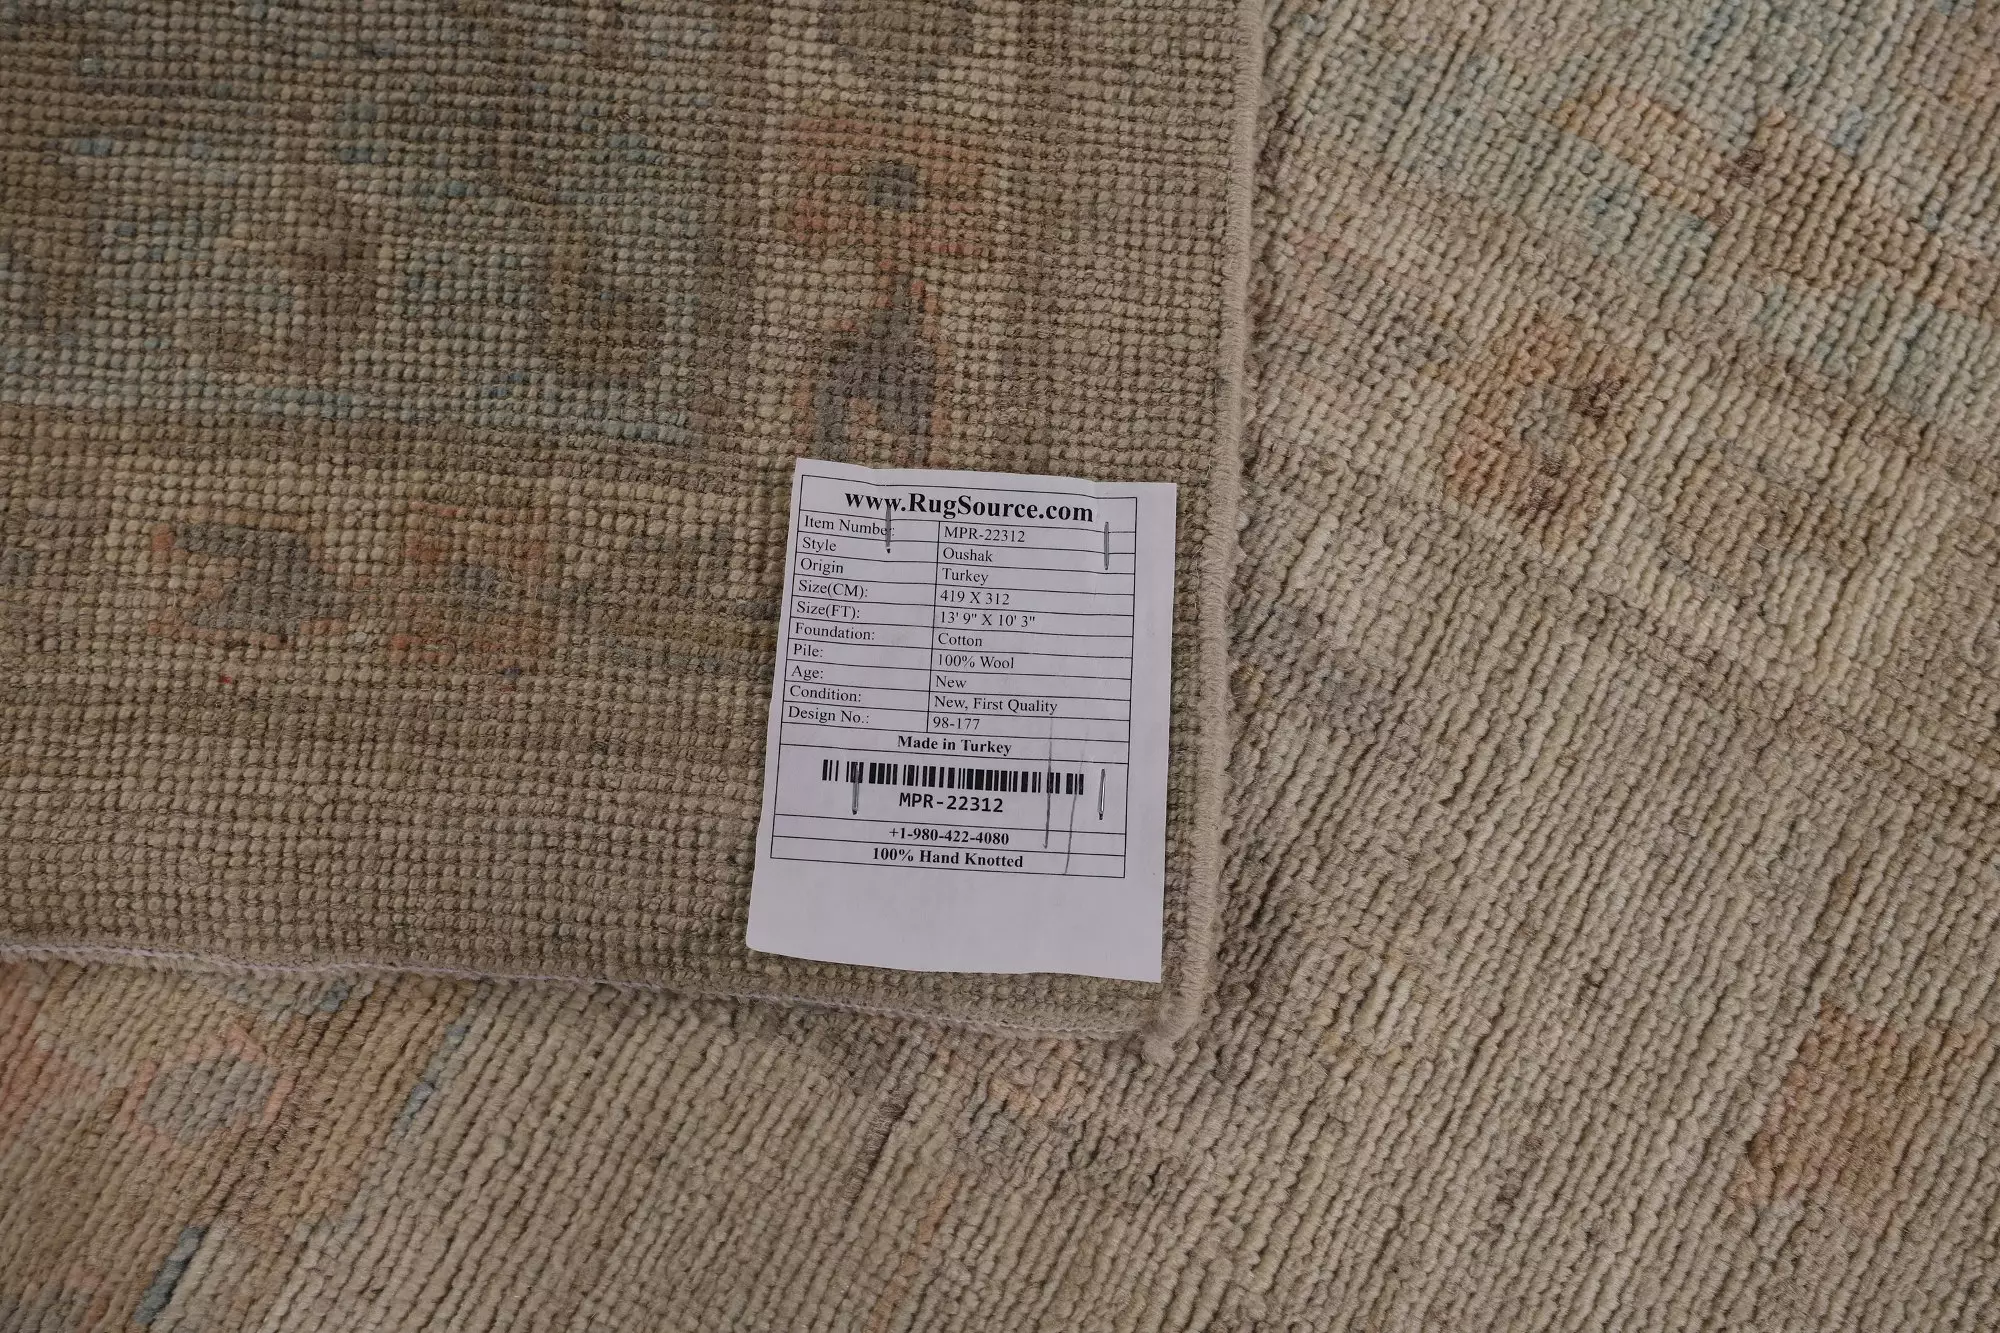 www.RugSource.com
Item Number: MPR-22312
Style Oushak
Origin Turkey
Size(CM): 419 X 312
Size(FT): 13' 9" X 10' 3"
Foundation: Cotton
Pile: 100% Wool
Age: New
Condition: New, First Quality
Design No.: 98-177
Made in Turkey
MPR-22312
+1-980-422-4080
100% Hand Knotted